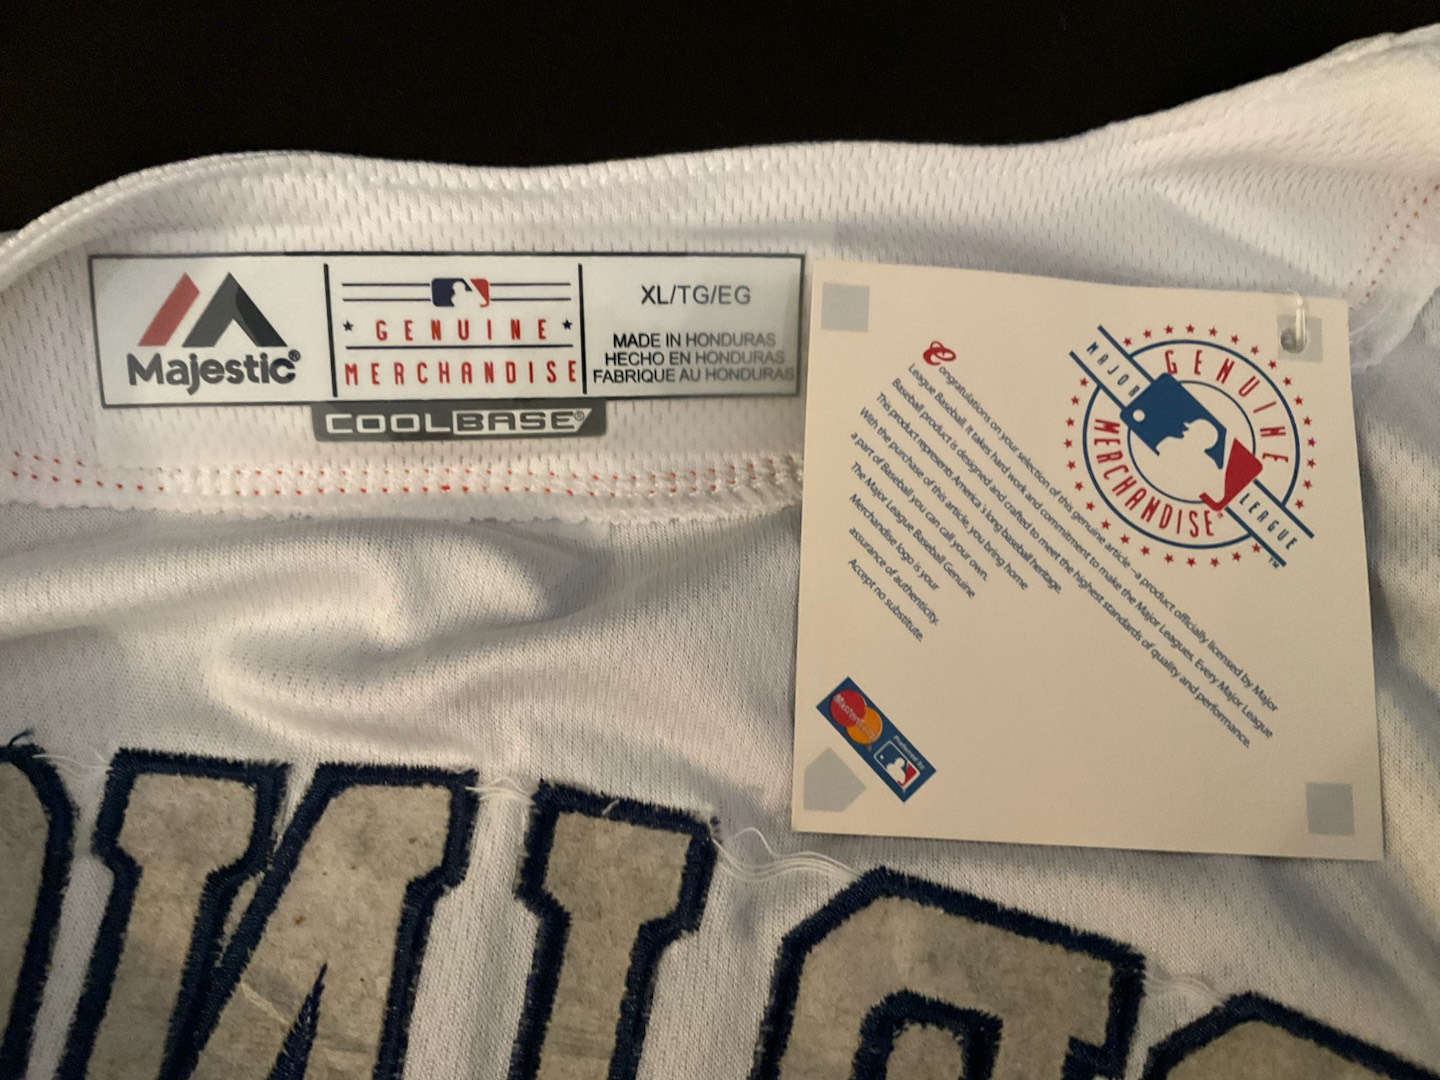 Majestic®
GENUINE
MERCHANDISE
XL/TG/EG
MADE IN HONDURAS
HECHO EN HONDURAS
FABRIQUE AU HONDURAS
COOLBASE®
Congratulations on your selection of this genuine article—a product officially licensed by Major
League Baseball. It takes hard work and commitment to make the Major Leagues. Every Major League
Baseball product is designed and crafted to meet the highest standards of quality and performance.
This product represents America's long baseball heritage.
With the purchase of this article, you bring home
a part of Baseball you can call your own.
The Major League Baseball Genuine
Merchandise logo is your
assurance of authenticity.
Accept no substitute.
MAJOR
LEAGUE
GENUINE
MERCHANDISE
™
MasterCard
Preferred by